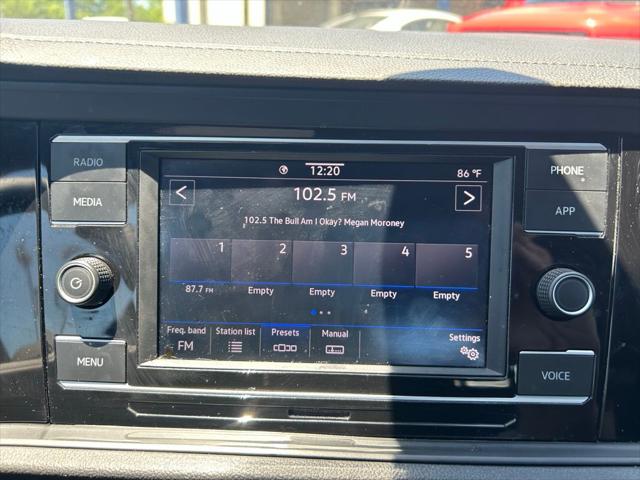 RADIO
MEDIA
MENU
PHONE
APP
VOICE
12:20
86 °F
<
102.5 FM
>
102.5 The Bull Am I Okay? Megan Moroney
1 2 3 4 5
87.7 FM Empty Empty Empty Empty
Freq. band Station list Presets Manual Settings
FM